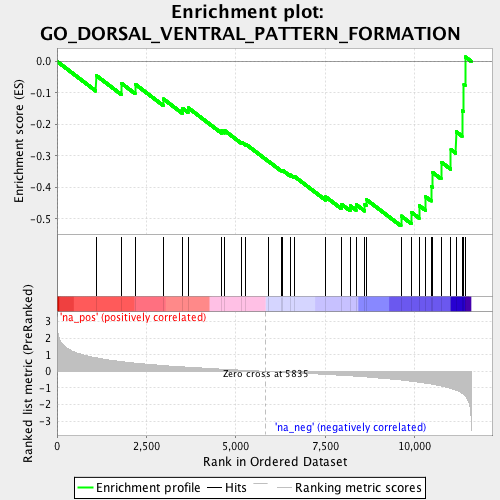 Enrichment plot:
GO_DORSAL_VENTRAL_PATTERN_FORMATION
Enrichment score (ES)
0.0
-0.1
-0.2
-0.3
-0.4
-0.5
'na_pos' (positively correlated)
Ranked list metric (PreRanked)
3
2
1
0
-1
-2
-3
Zero cross at 5835
'na_neg' (negatively correlated)
0
2,500
5,000
7,500
10,000
Rank in Ordered Dataset
Enrichment profile
Hits
Ranking metric scores